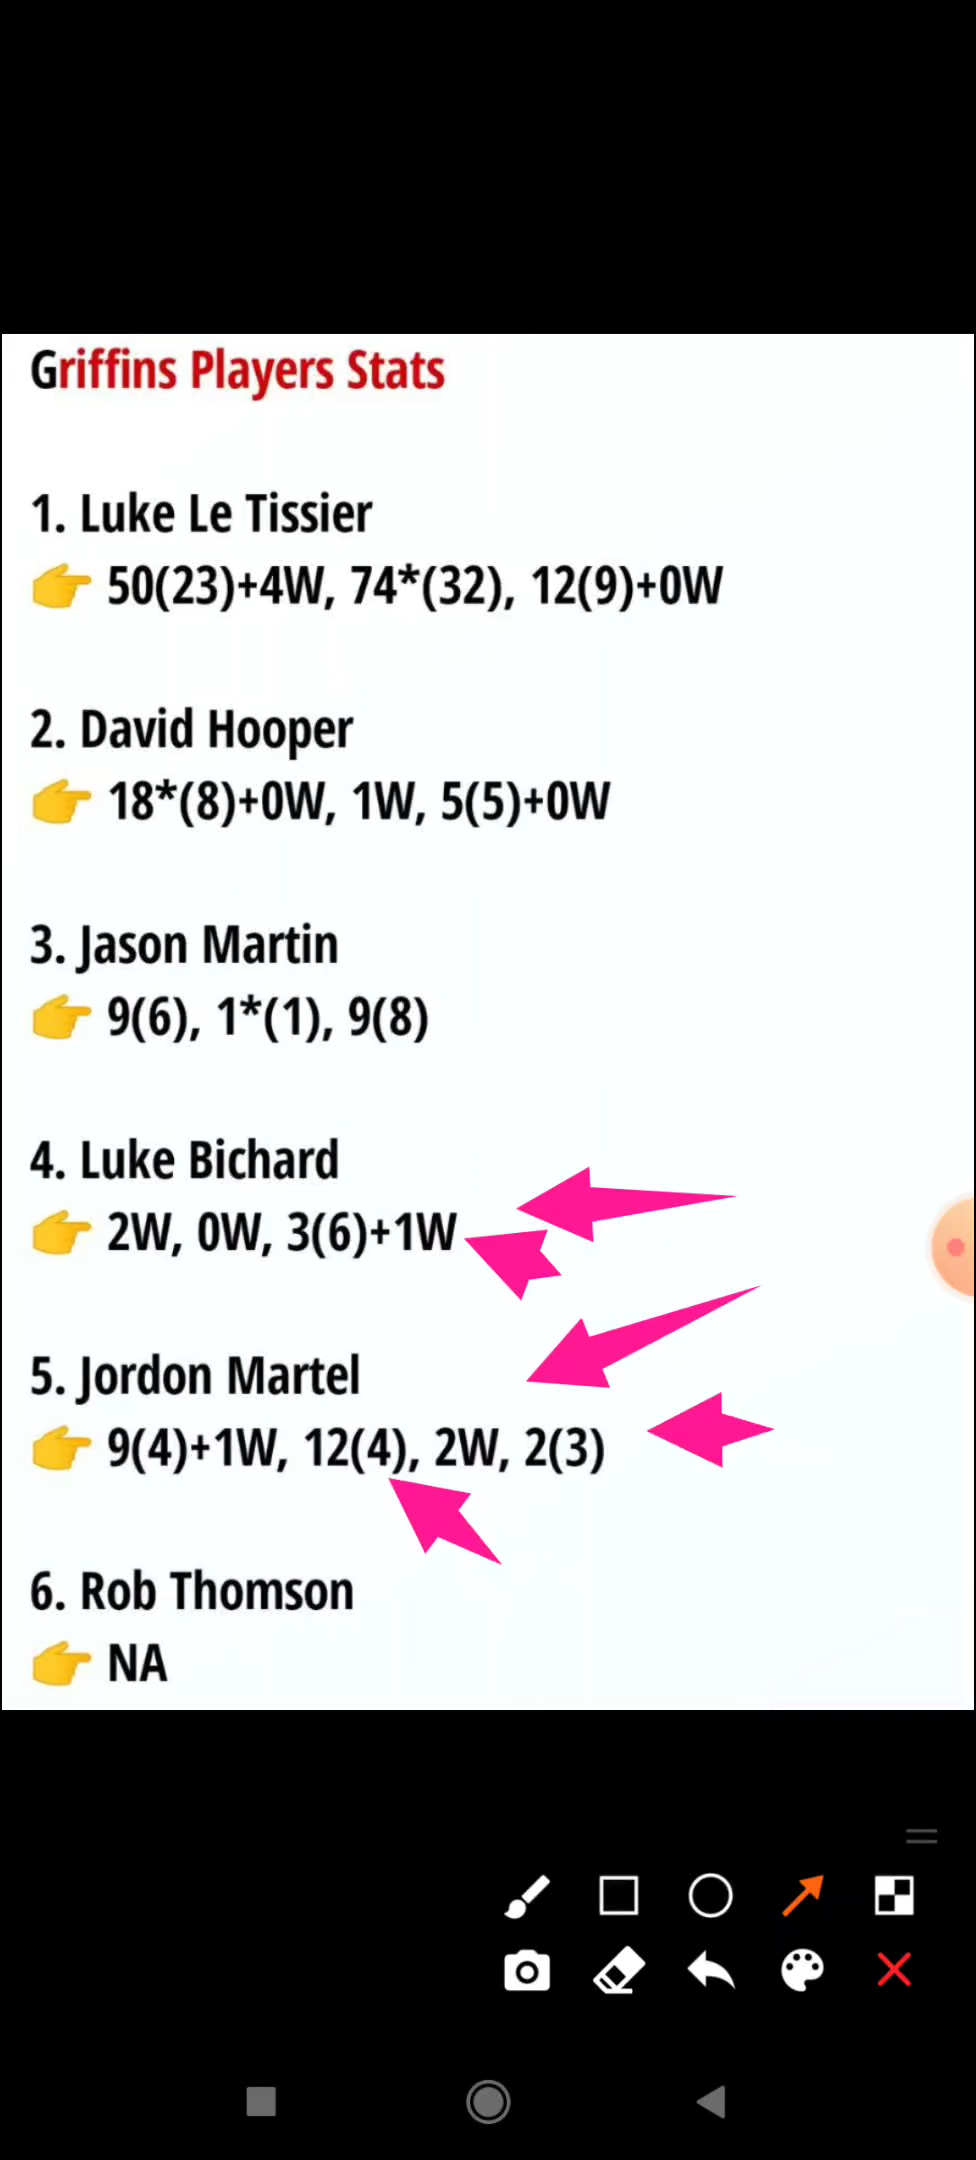 Griffins Players Stats
1. Luke Le Tissier
👉 50(23)+4W, 74*(32), 12(9)+0W
2. David Hooper
👉 18*(8)+0W, 1W, 5(5)+0W
3. Jason Martin
👉 9(6), 1*(1), 9(8)
4. Luke Bichard
👉 2W, 0W, 3(6)+1W
5. Jordon Martel
👉 9(4)+1W, 12(4), 2W, 2(3)
6. Rob Thomson
👉 NA